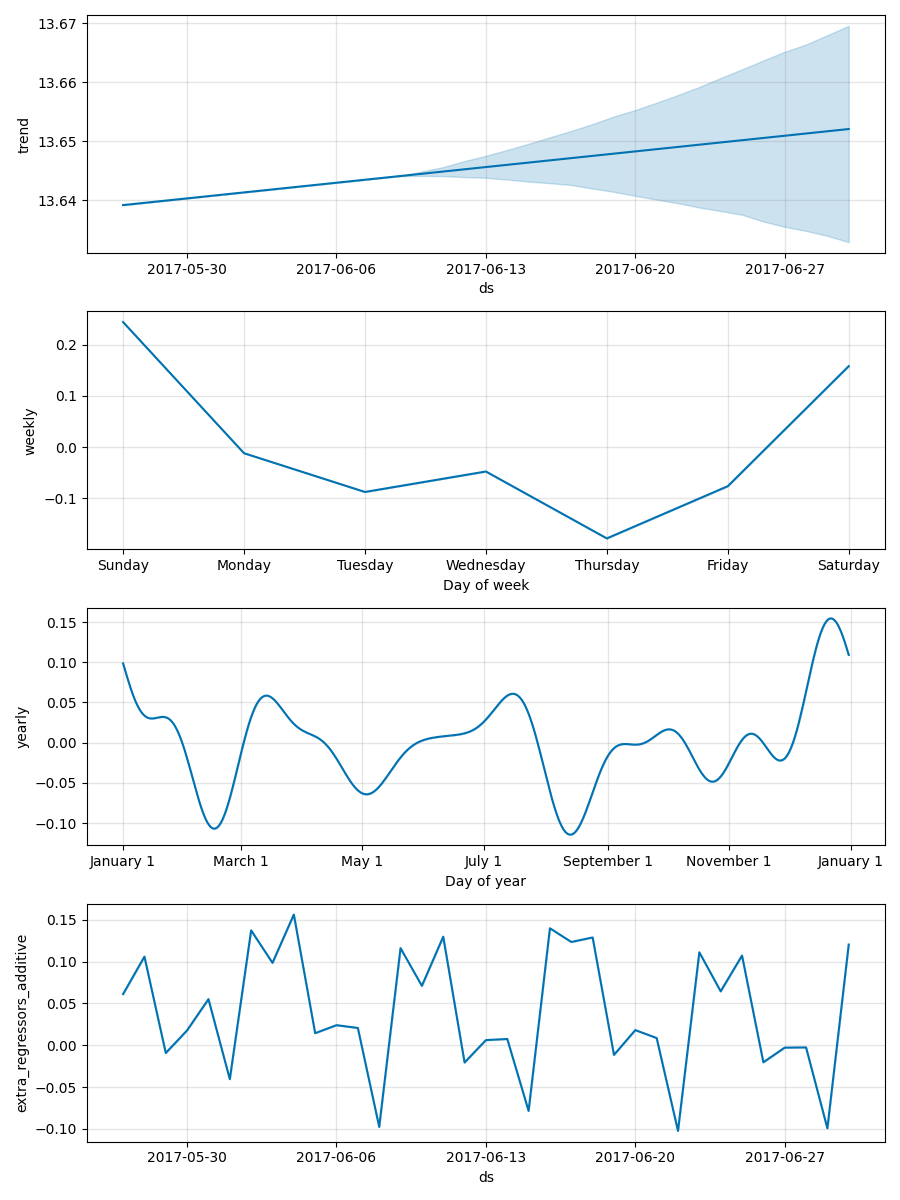 13.67
13.66
13.65
13.64
trend
2017-05-30 2017-06-06 2017-06-13 2017-06-20 2017-06-27
ds
0.2
0.1
0.0
−0.1
weekly
Sunday Monday Tuesday Wednesday Thursday Friday Saturday
Day of week
0.15
0.10
0.05
0.00
−0.05
−0.10
yearly
January 1 March 1 May 1 July 1 September 1 November 1 January 1
Day of year
0.15
0.10
0.05
0.00
−0.05
−0.10
extra_regressors_additive
2017-05-30 2017-06-06 2017-06-13 2017-06-20 2017-06-27
ds